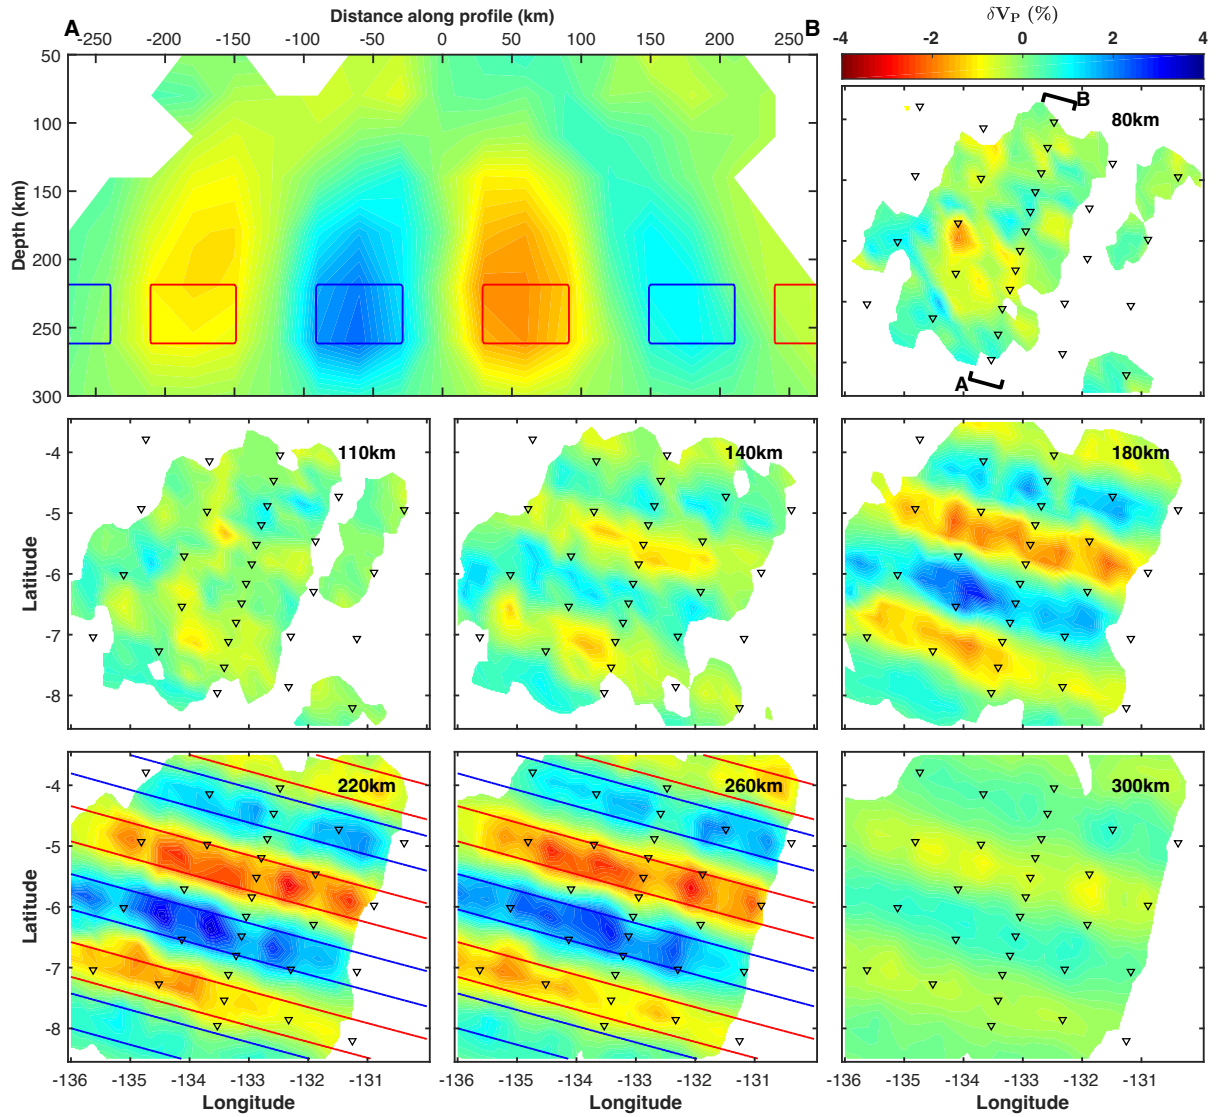 Distance along profile (km)
A
B
-250 -200 -150 -100 -50 0 50 100 150 200 250
50
100
150
200
250
300
Depth (km)
δV_P (%)
-4 -2 0 2 4
80km
B
A
110km
140km
180km
-4
-5
-6
-7
-8
Latitude
220km
260km
300km
-4
-5
-6
-7
-8
Latitude
-136 -135 -134 -133 -132 -131
-136 -135 -134 -133 -132 -131
-136 -135 -134 -133 -132 -131
Longitude
Longitude
Longitude